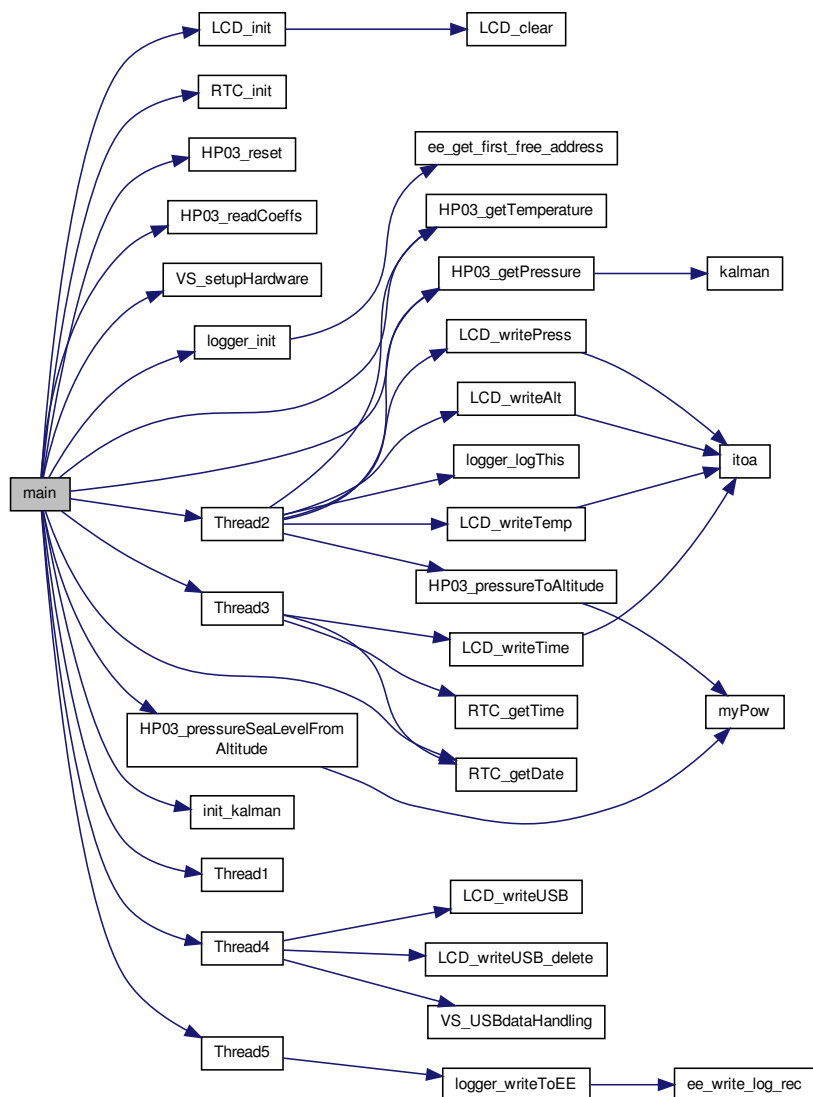 LCD_init
LCD_clear
RTC_init
ee_get_first_free_address
HP03_reset
HP03_readCoeffs
HP03_getTemperature
VS_setupHardware
HP03_getPressure
kalman
logger_init
LCD_writePress
LCD_writeAlt
logger_logThis
itoa
main
Thread2
LCD_writeTemp
HP03_pressureToAltitude
Thread3
LCD_writeTime
RTC_getTime
myPow
HP03_pressureSeaLevelFrom
Altitude
RTC_getDate
init_kalman
Thread1
LCD_writeUSB
Thread4
LCD_writeUSB_delete
VS_USBdataHandling
Thread5
logger_writeToEE
ee_write_log_rec